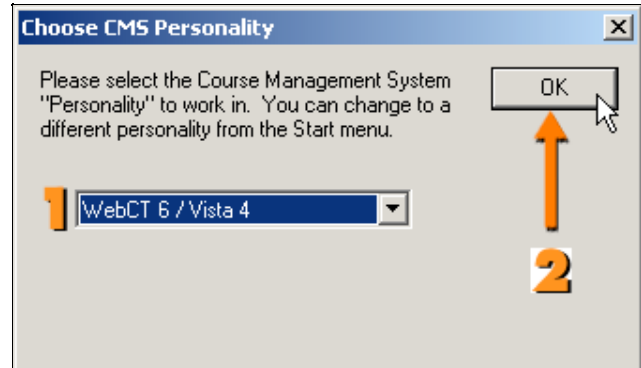 Choose CMS Personality
Please select the Course Management System
"Personality" to work in.  You can change to a
different personality from the Start menu.
OK
1
WebCT 6 / Vista 4
2